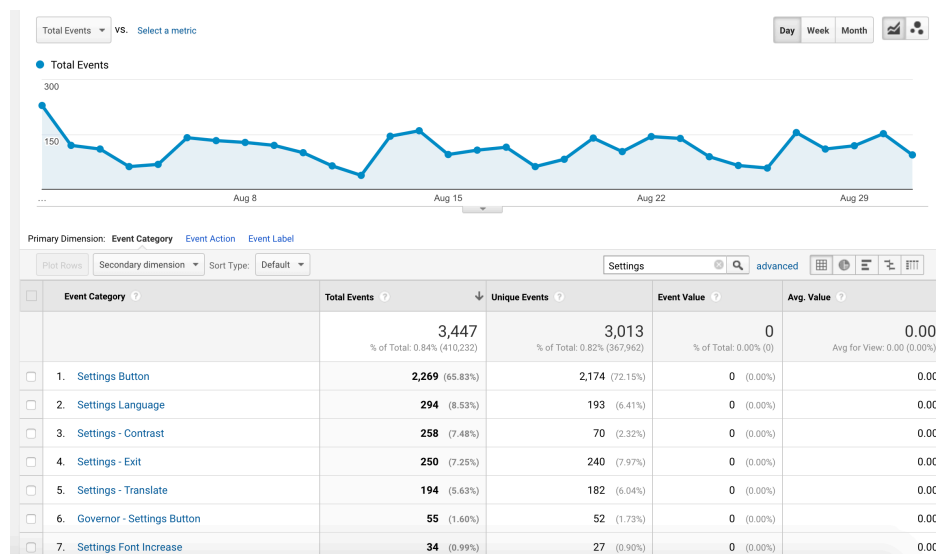 Total Events VS. Select a metric Day Week Month
Total Events
300
150
... Aug 8 Aug 15 Aug 22 Aug 29
Primary Dimension: Event Category Event Action Event Label
Plot Rows Secondary dimension Sort Type: Default Settings advanced
Event Category ? Total Events ? Unique Events ? Event Value ? Avg. Value ?
3,447 3,013 0 0.00
% of Total: 0.84% (410,232) % of Total: 0.82% (367,962) % of Total: 0.00% (0) Avg for View: 0.00 (0.00%)
1. Settings Button 2,269 (65.83%) 2,174 (72.15%) 0 (0.00%) 0.00
2. Settings Language 294 (8.53%) 193 (6.41%) 0 (0.00%) 0.00
3. Settings - Contrast 258 (7.48%) 70 (2.32%) 0 (0.00%) 0.00
4. Settings - Exit 250 (7.25%) 240 (7.97%) 0 (0.00%) 0.00
5. Settings - Translate 194 (5.63%) 182 (6.04%) 0 (0.00%) 0.00
6. Governor - Settings Button 55 (1.60%) 52 (1.73%) 0 (0.00%) 0.00
7. Settings Font Increase 34 (0.99%) 27 (0.90%) 0 (0.00%) 0.00